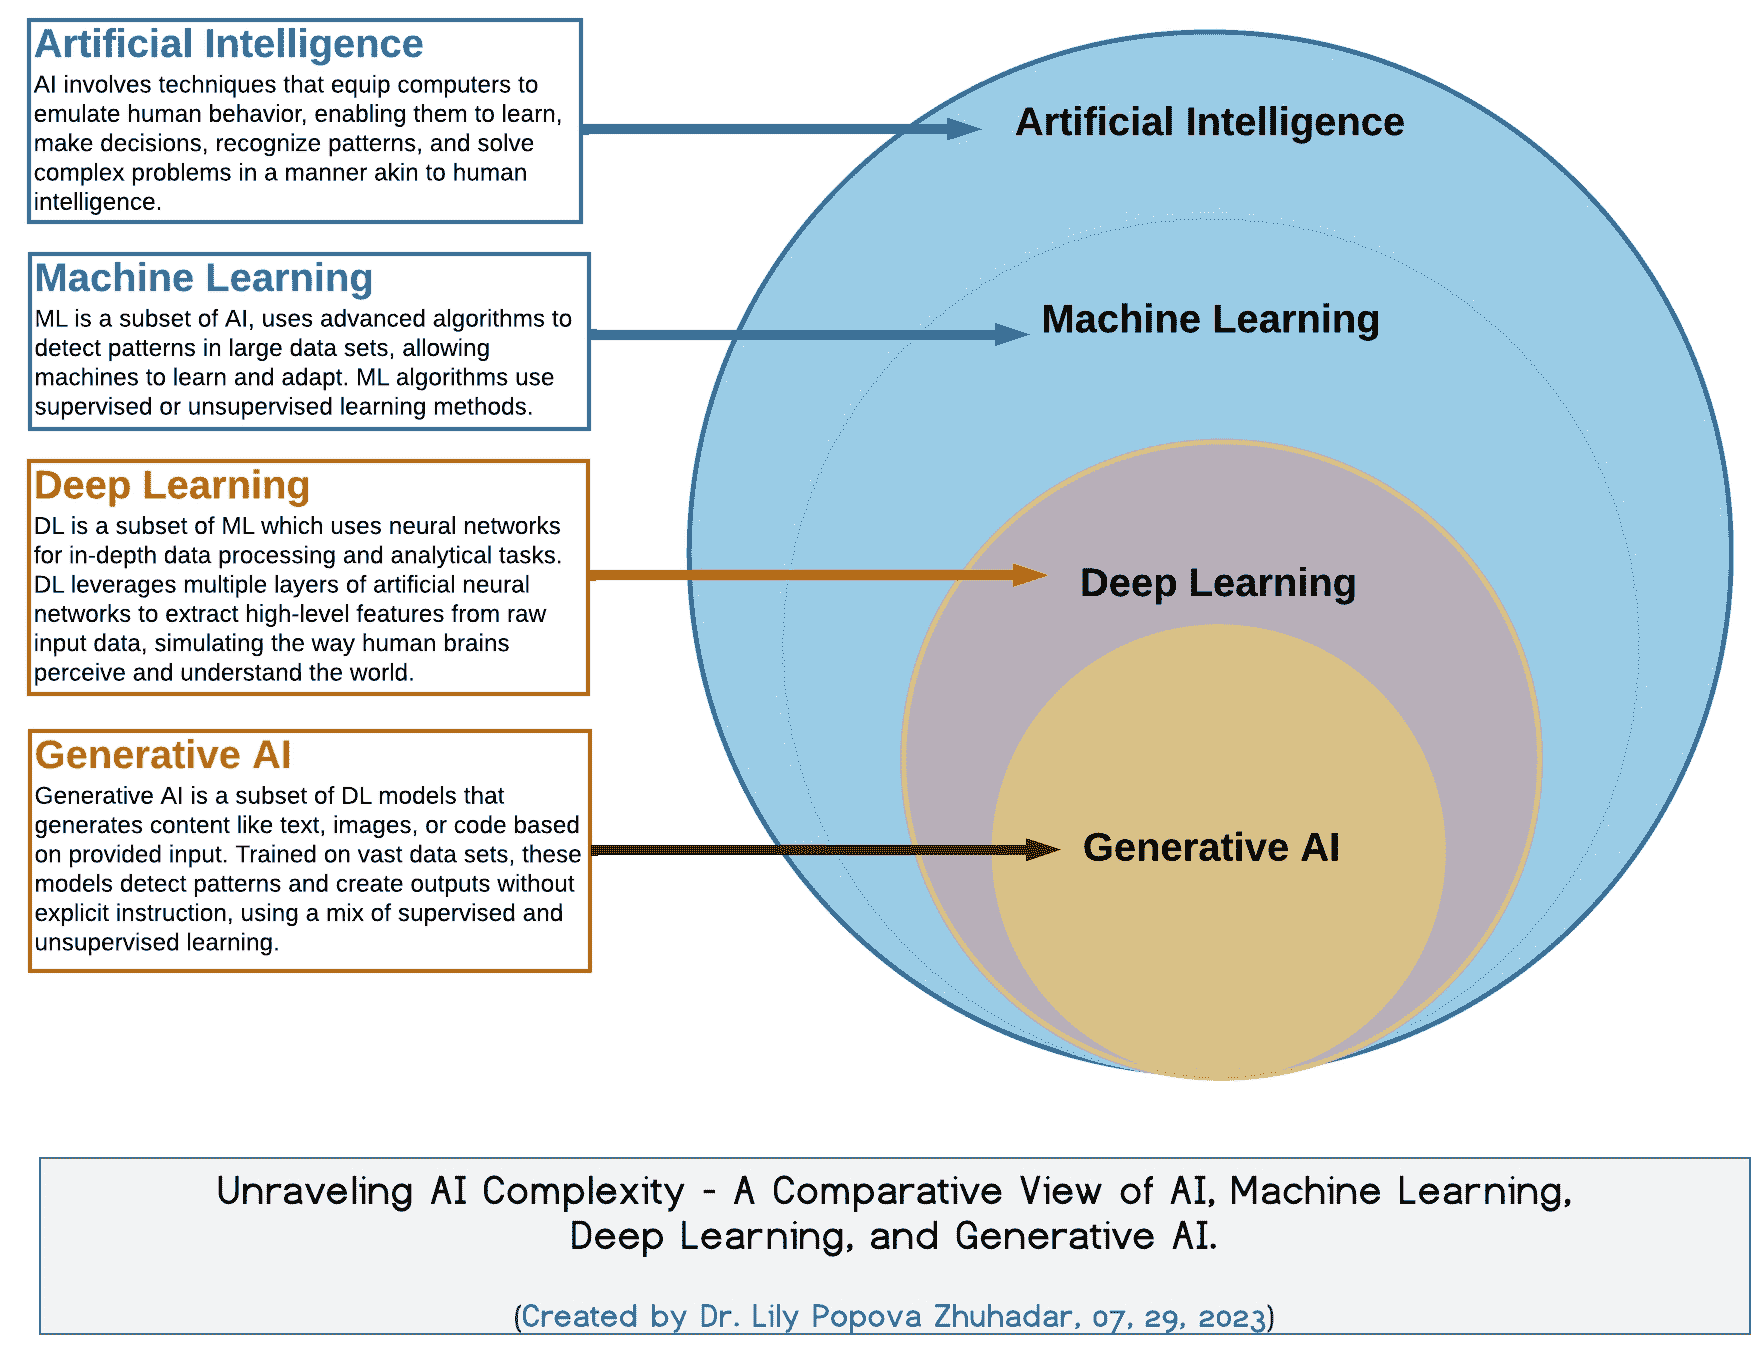 Artificial Intelligence
AI involves techniques that equip computers to
emulate human behavior, enabling them to learn,
make decisions, recognize patterns, and solve
complex problems in a manner akin to human
intelligence.
Machine Learning
ML is a subset of AI, uses advanced algorithms to
detect patterns in large data sets, allowing
machines to learn and adapt. ML algorithms use
supervised or unsupervised learning methods.
Deep Learning
DL is a subset of ML which uses neural networks
for in-depth data processing and analytical tasks.
DL leverages multiple layers of artificial neural
networks to extract high-level features from raw
input data, simulating the way human brains
perceive and understand the world.
Generative AI
Generative AI is a subset of DL models that
generates content like text, images, or code based
on provided input. Trained on vast data sets, these
models detect patterns and create outputs without
explicit instruction, using a mix of supervised and
unsupervised learning.
Artificial Intelligence
Machine Learning
Deep Learning
Generative AI
Unraveling AI Complexity - A Comparative View of AI, Machine Learning,
Deep Learning, and Generative AI.
(Created by Dr. Lily Popova Zhuhadar, 07, 29, 2023)